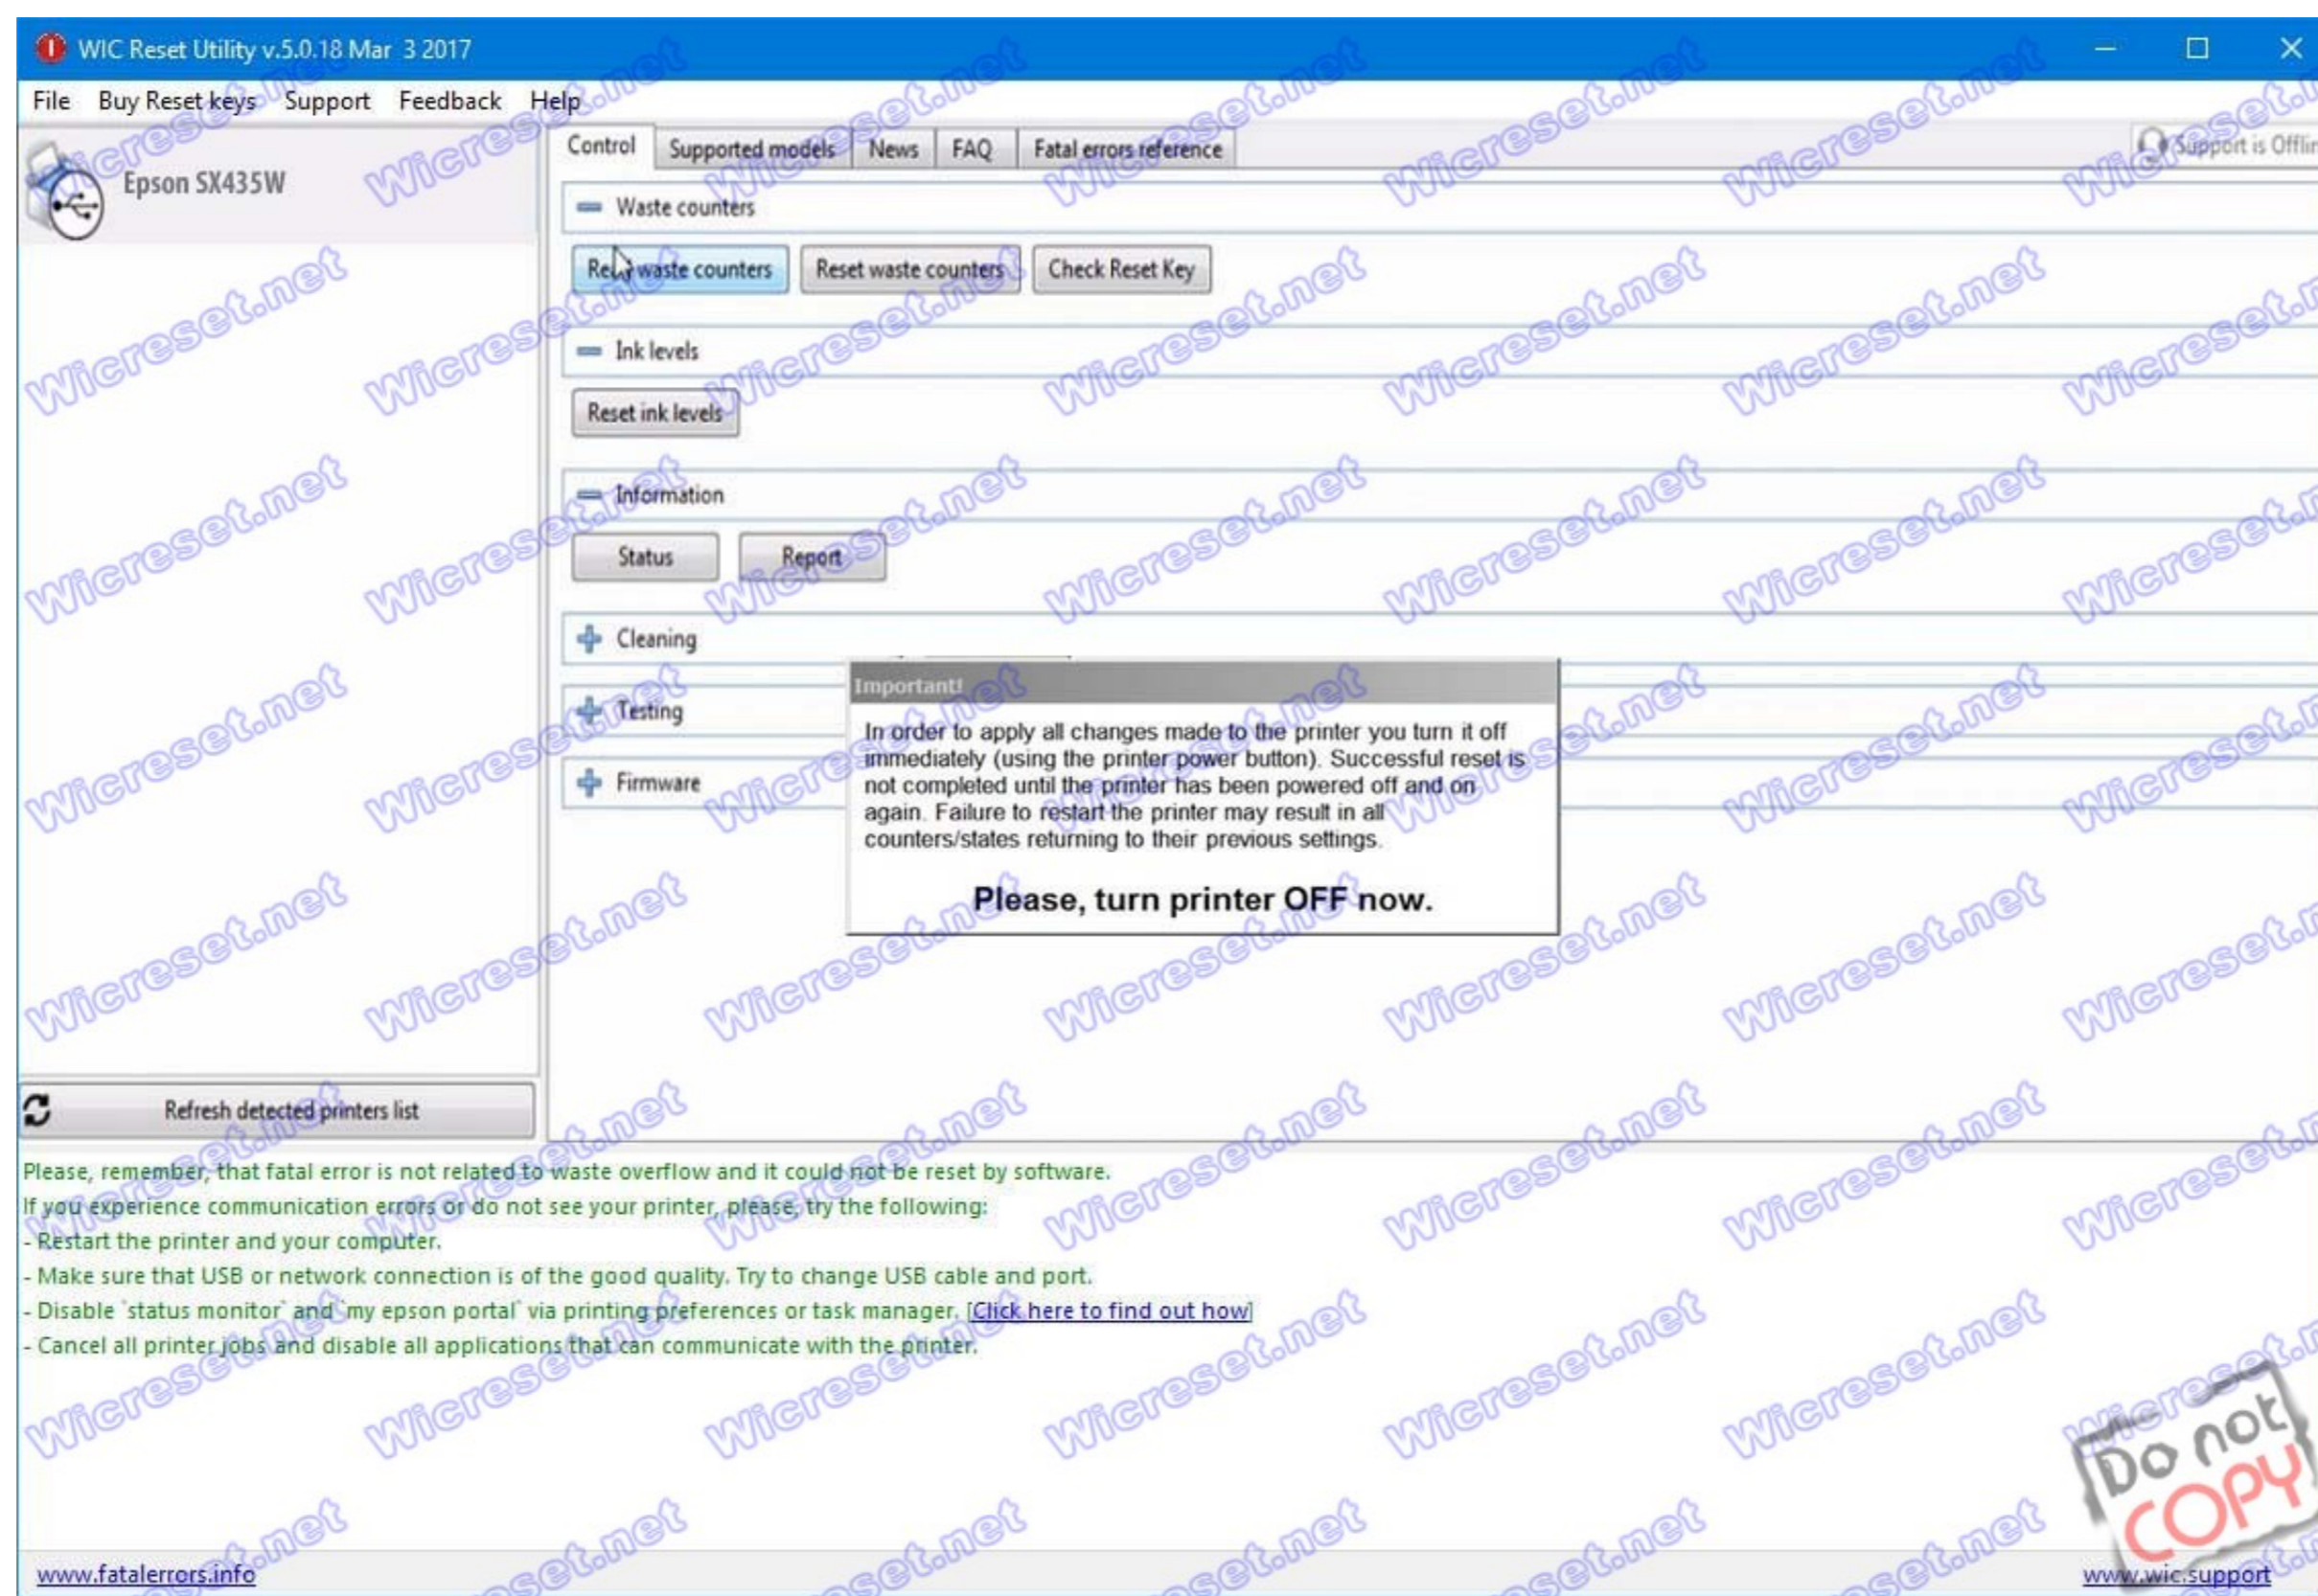 WIC Reset Utility v.5.0.18 Mar 3 2017
File Buy Reset keys Support Feedback Help
Epson SX435W
Control Supported models News FAQ Fatal errors reference
Support is Offlin
Waste counters
Read waste counters Reset waste counters Check Reset Key
Ink levels
Reset ink levels
Information
Status Report
Cleaning
Testing
Firmware
Important!
In order to apply all changes made to the printer you turn it off
immediately (using the printer power button). Successful reset is
not completed until the printer has been powered off and on
again. Failure to restart the printer may result in all
counters/states returning to their previous settings.
Please, turn printer OFF now.
Refresh detected printers list
Please, remember, that fatal error is not related to waste overflow and it could not be reset by software.
If you experience communication errors or do not see your printer, please, try the following:
- Restart the printer and your computer.
- Make sure that USB or network connection is of the good quality. Try to change USB cable and port.
- Disable `status monitor` and `my epson portal` via printing preferences or task manager. [Click here to find out how]
- Cancel all printer jobs and disable all applications that can communicate with the printer.
www.fatalerrors.info
www.wic.support
Do not
COPY
Wicreset.net